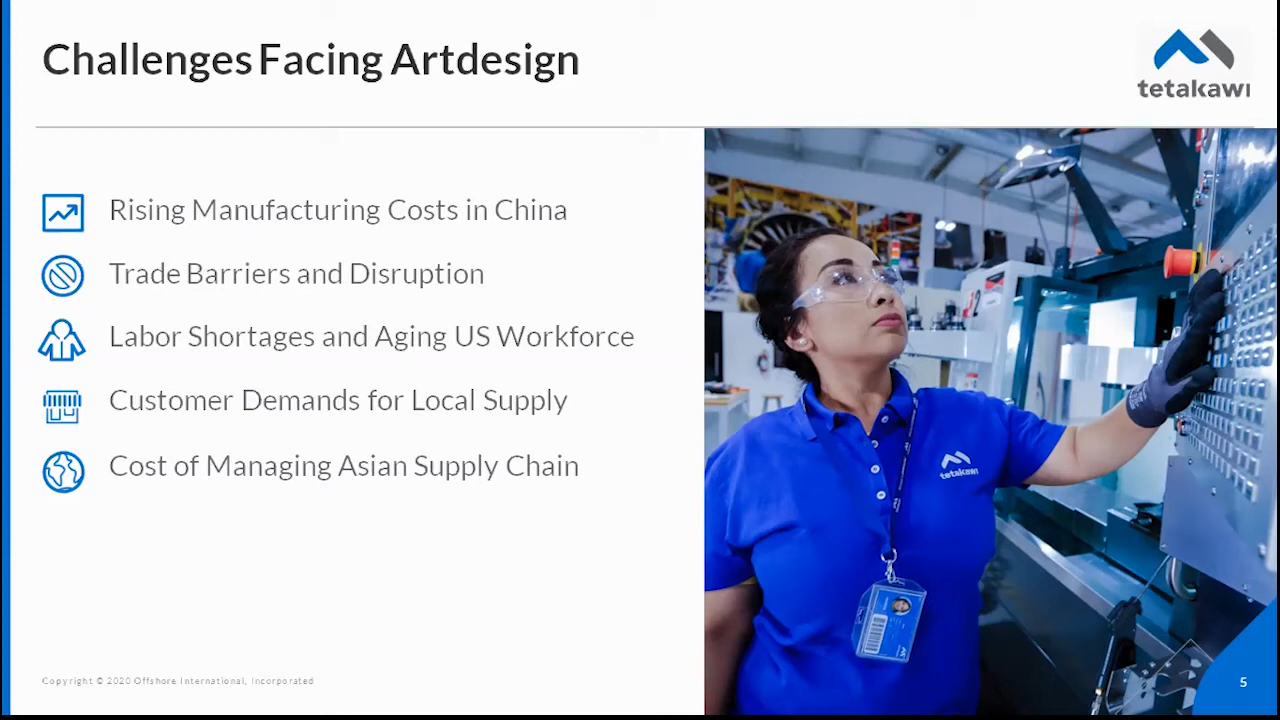 Challenges Facing Artdesign
tetakawi
Rising Manufacturing Costs in China
Trade Barriers and Disruption
Labor Shortages and Aging US Workforce
Customer Demands for Local Supply
Cost of Managing Asian Supply Chain
tetakawi
Copyright © 2020 Offshore International, Incorporated
5